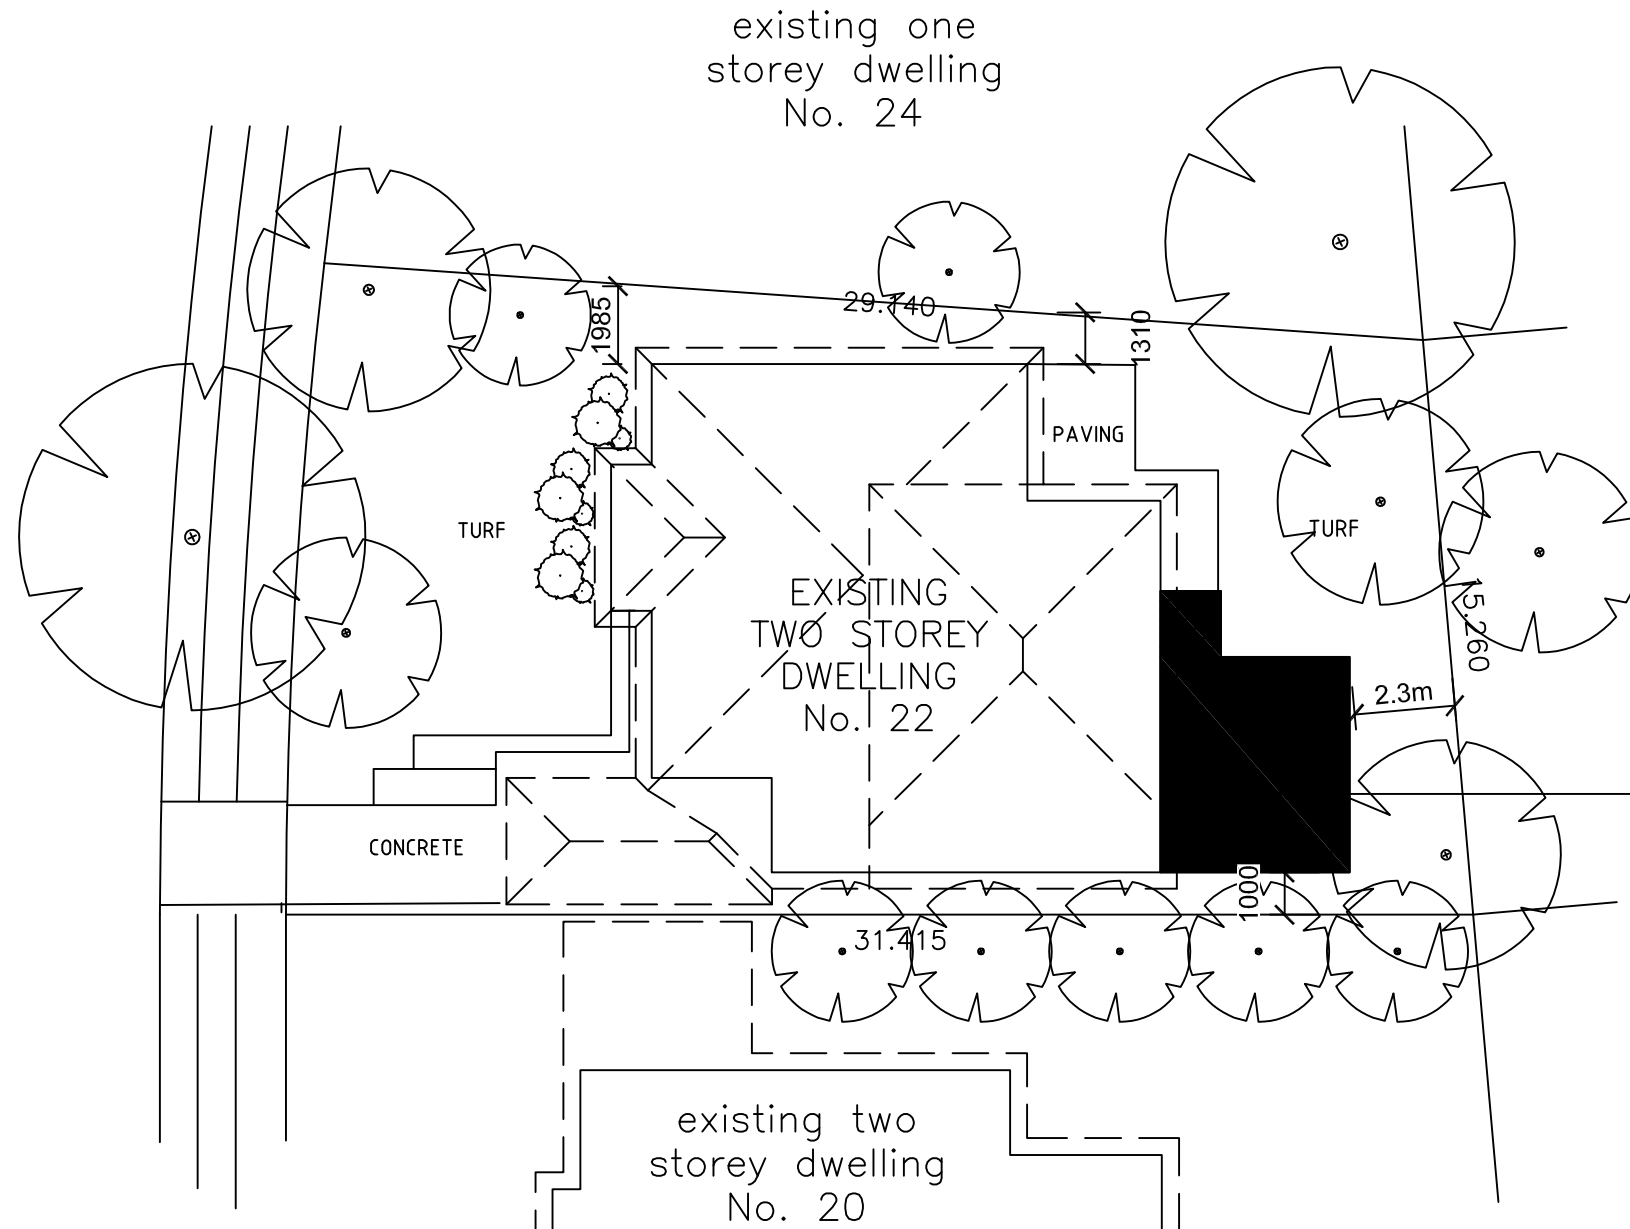 existing one
storey dwelling
No. 24
1985
29.140
1310
PAVING
TURF
TURF
EXISTING
TWO STOREY
DWELLING
No. 22
15.260
2.3m
CONCRETE
1000
31.415
existing two
storey dwelling
No. 20